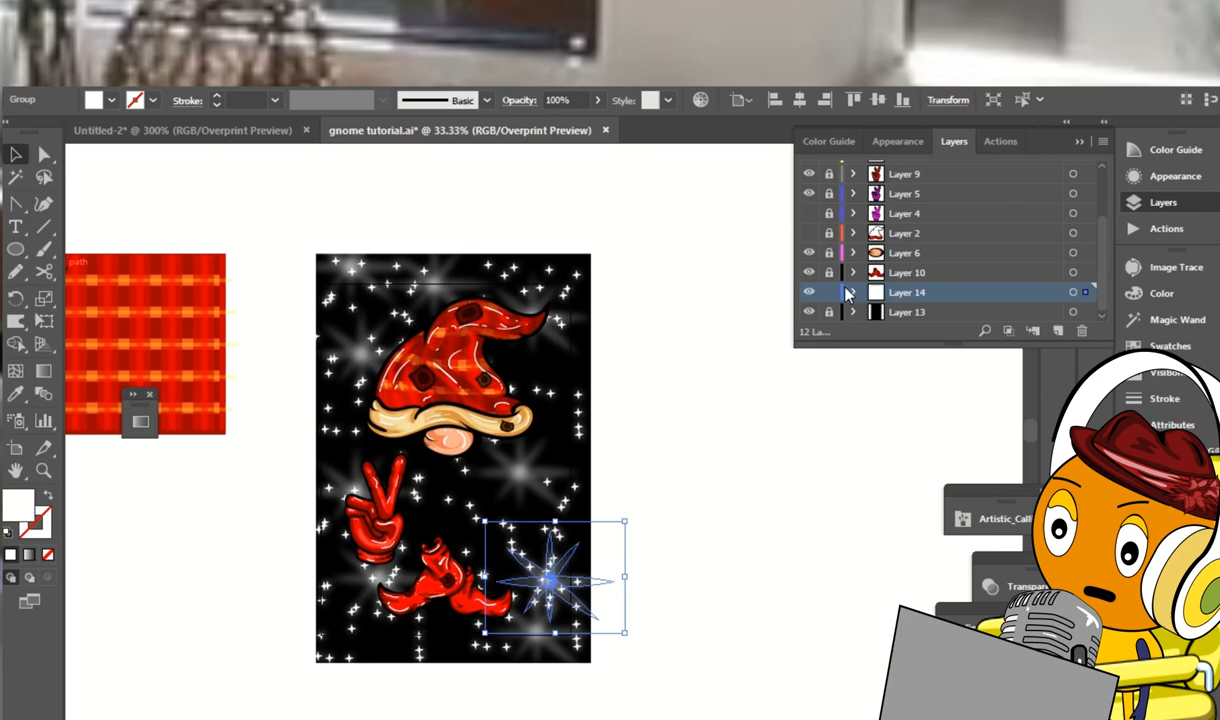 Group
Stroke:
Basic
Opacity: 100%
Style:
Transform
Untitled-2* @ 300% (RGB/Overprint Preview)
gnome tutorial.ai* @ 33.33% (RGB/Overprint Preview)
Color Guide
Appearance
Layers
Actions
Layer 9
Layer 5
Layer 4
Layer 2
Layer 6
Layer 10
Layer 14
Layer 13
12 La...
path
Color Guide
Appearance
Layers
Actions
Image Trace
Color
Magic Wand
Swatches
Stroke
Attributes
Artistic_Calli
Transpare